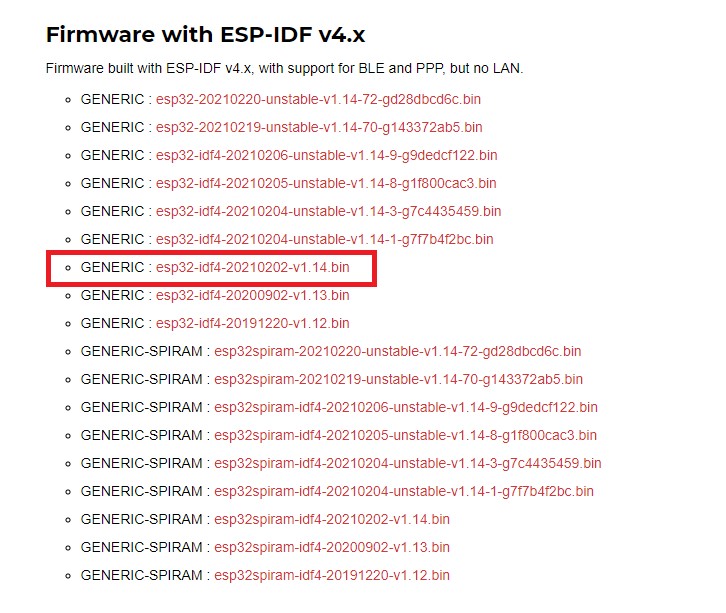 Firmware with ESP-IDF v4.x
Firmware built with ESP-IDF v4.x, with support for BLE and PPP, but no LAN.
GENERIC : esp32-20210220-unstable-v1.14-72-gd28dbcd6c.bin
GENERIC : esp32-20210219-unstable-v1.14-70-g143372ab5.bin
GENERIC : esp32-idf4-20210206-unstable-v1.14-9-g9dedcf122.bin
GENERIC : esp32-idf4-20210205-unstable-v1.14-8-g1f800cac3.bin
GENERIC : esp32-idf4-20210204-unstable-v1.14-3-g7c4435459.bin
GENERIC : esp32-idf4-20210204-unstable-v1.14-1-g7f7b4f2bc.bin
GENERIC : esp32-idf4-20210202-v1.14.bin
GENERIC : esp32-idf4-20200902-v1.13.bin
GENERIC : esp32-idf4-20191220-v1.12.bin
GENERIC-SPIRAM : esp32spiram-20210220-unstable-v1.14-72-gd28dbcd6c.bin
GENERIC-SPIRAM : esp32spiram-20210219-unstable-v1.14-70-g143372ab5.bin
GENERIC-SPIRAM : esp32spiram-idf4-20210206-unstable-v1.14-9-g9dedcf122.bin
GENERIC-SPIRAM : esp32spiram-idf4-20210205-unstable-v1.14-8-g1f800cac3.bin
GENERIC-SPIRAM : esp32spiram-idf4-20210204-unstable-v1.14-3-g7c4435459.bin
GENERIC-SPIRAM : esp32spiram-idf4-20210204-unstable-v1.14-1-g7f7b4f2bc.bin
GENERIC-SPIRAM : esp32spiram-idf4-20210202-v1.14.bin
GENERIC-SPIRAM : esp32spiram-idf4-20200902-v1.13.bin
GENERIC-SPIRAM : esp32spiram-idf4-20191220-v1.12.bin